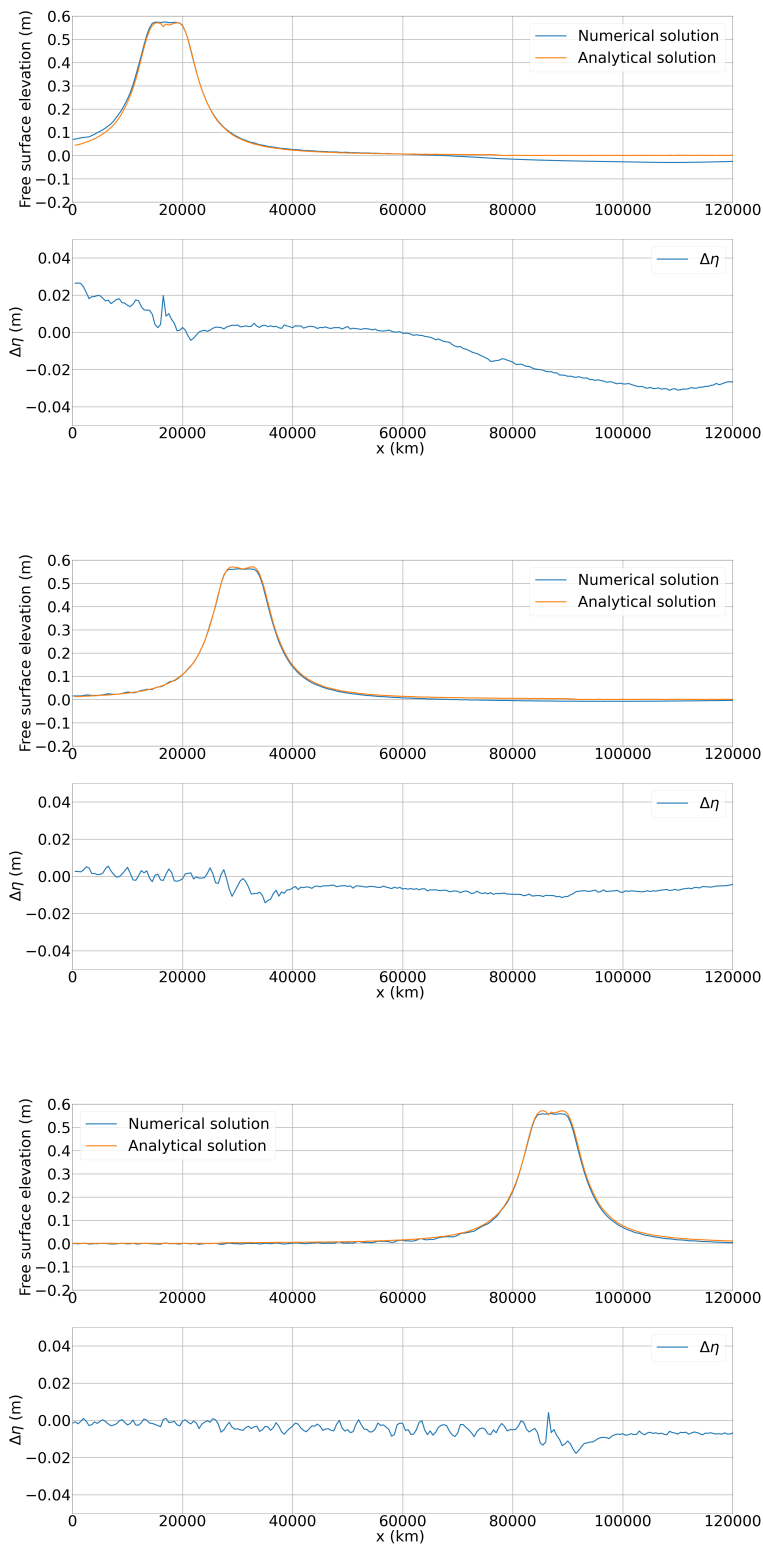 0.6
0.5
0.4
0.3
0.2
0.1
0.0
−0.1
−0.2
Free surface elevation (m)
Numerical solution
Analytical solution
0 20000 40000 60000 80000 100000 120000
0.04
0.02
0.00
−0.02
−0.04
Δη (m)
Δη
0 20000 40000 60000 80000 100000 120000
x (km)
0.6
0.5
0.4
0.3
0.2
0.1
0.0
−0.1
−0.2
Free surface elevation (m)
Numerical solution
Analytical solution
0 20000 40000 60000 80000 100000 120000
0.04
0.02
0.00
−0.02
−0.04
Δη (m)
Δη
0 20000 40000 60000 80000 100000 120000
x (km)
0.6
0.5
0.4
0.3
0.2
0.1
0.0
−0.1
−0.2
Free surface elevation (m)
Numerical solution
Analytical solution
0 20000 40000 60000 80000 100000 120000
0.04
0.02
0.00
−0.02
−0.04
Δη (m)
Δη
0 20000 40000 60000 80000 100000 120000
x (km)